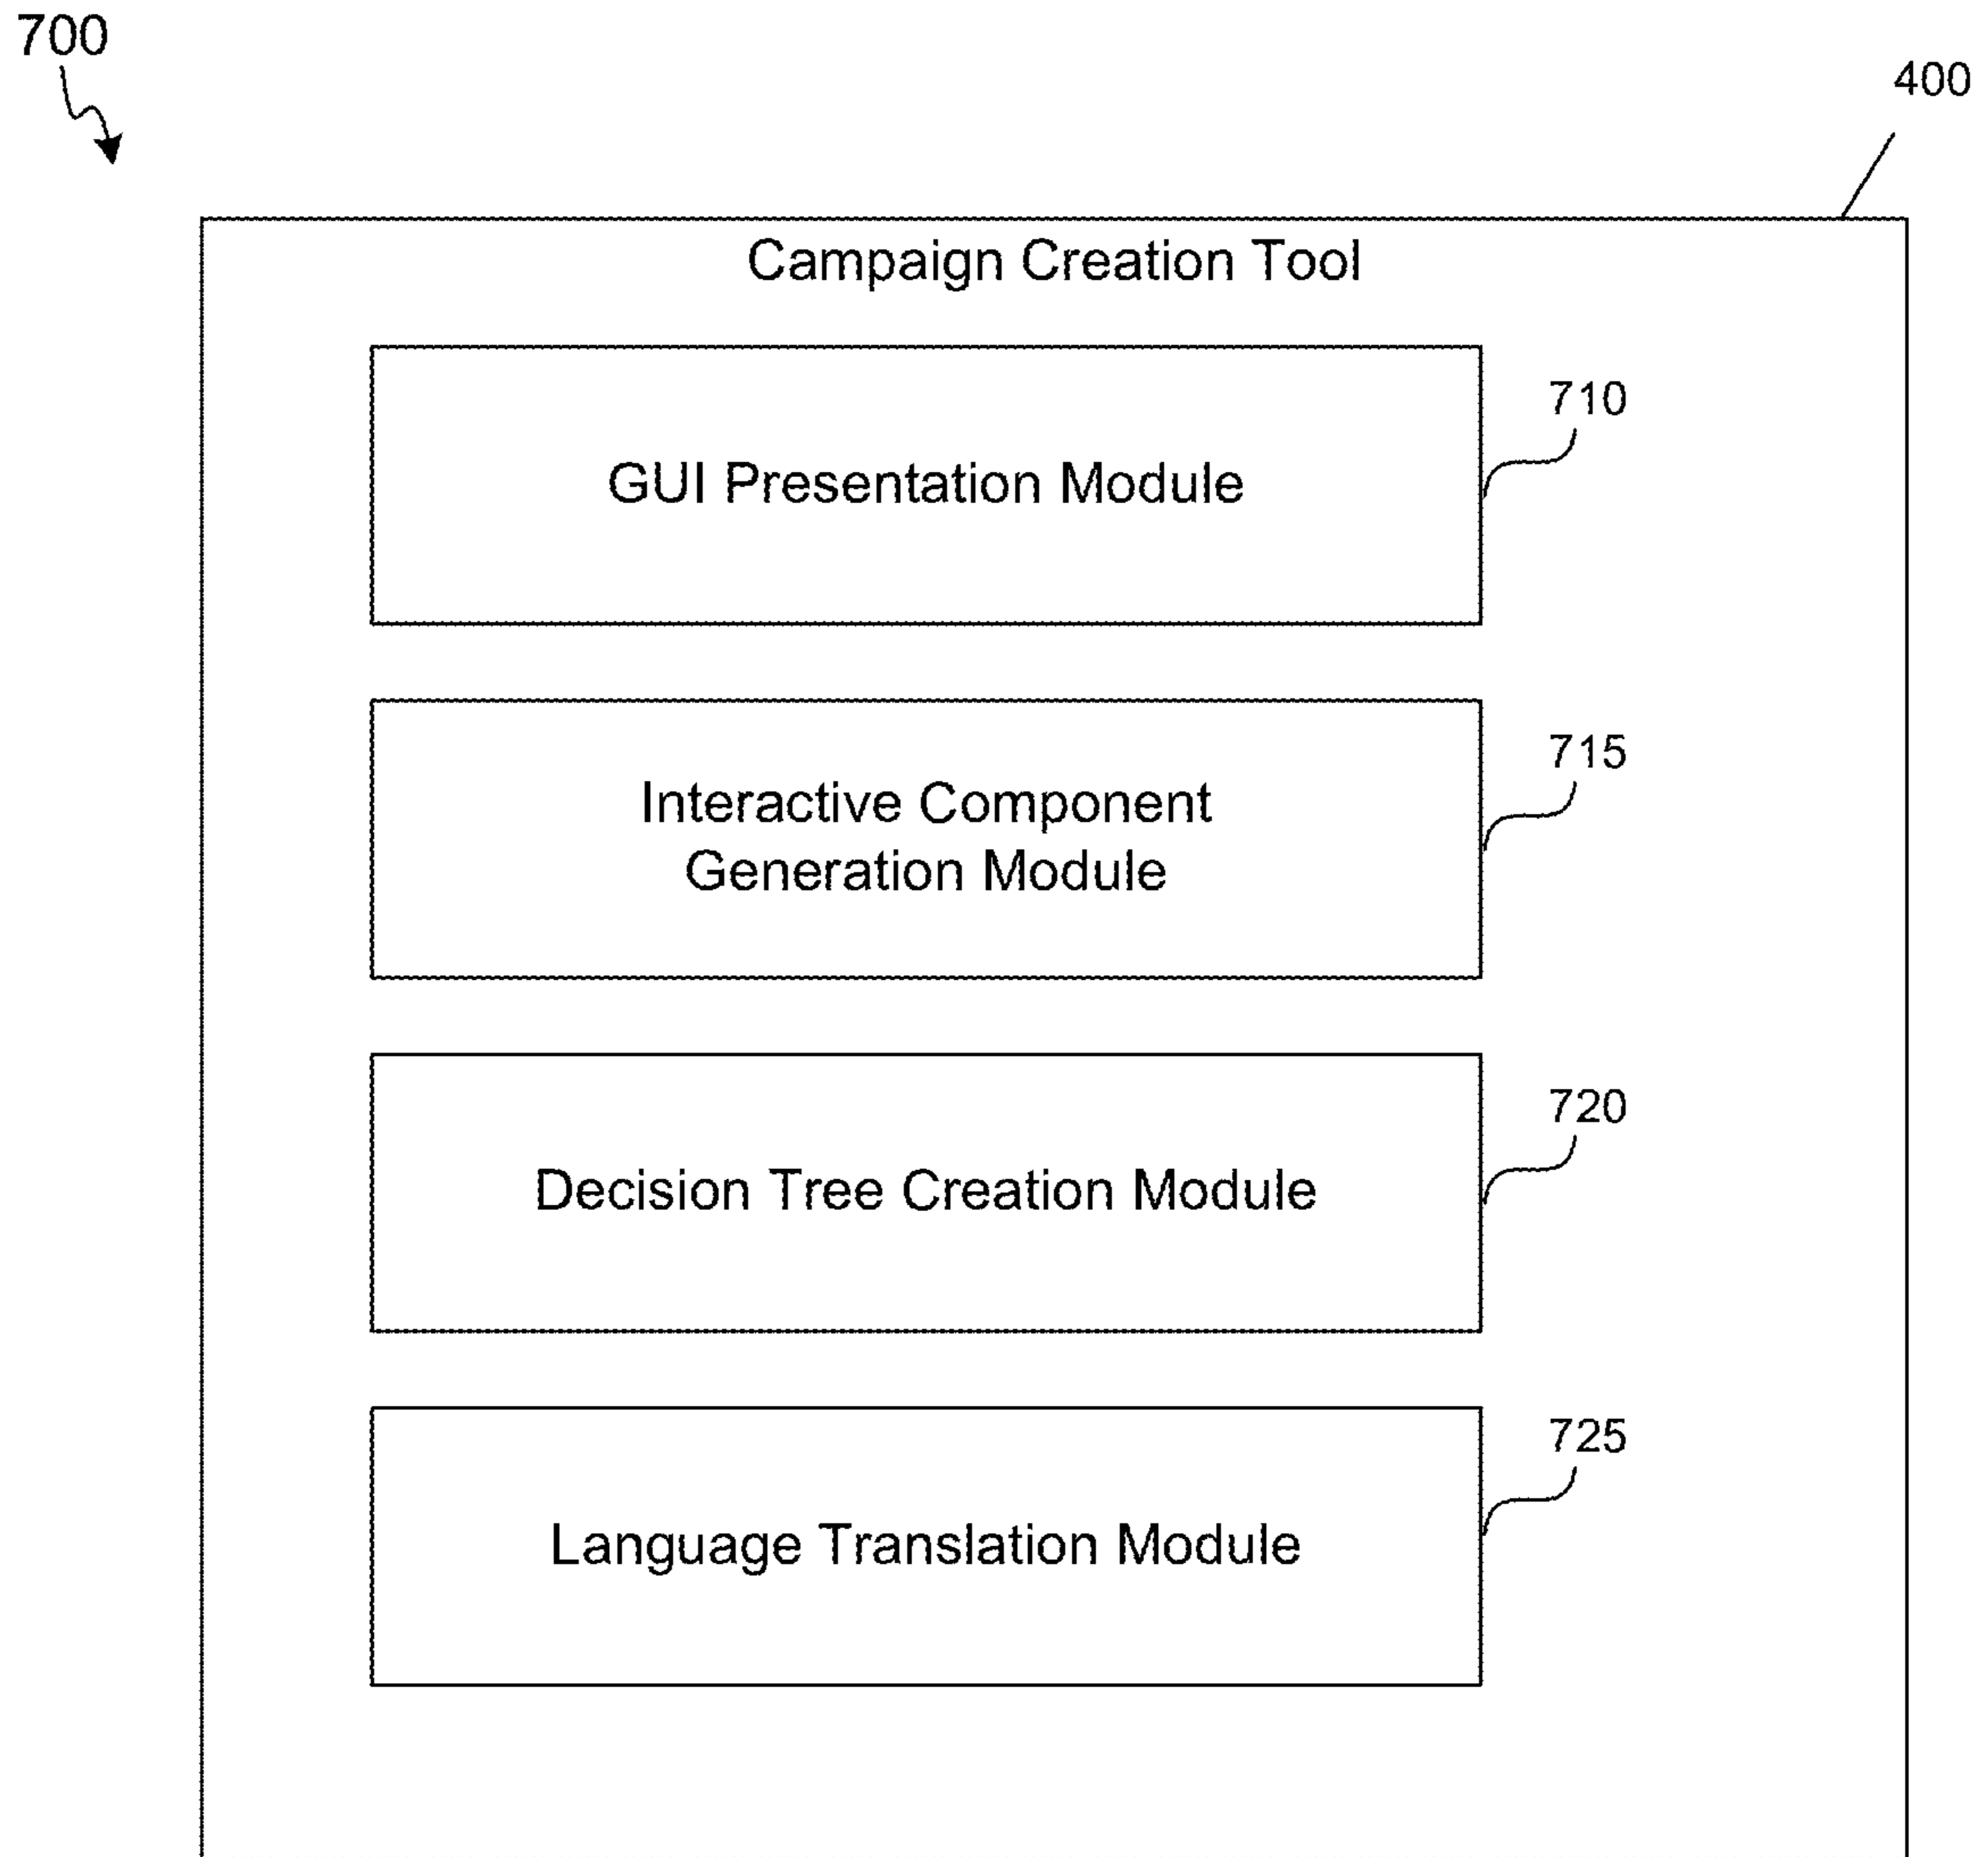 700
400
Campaign Creation Tool
710
GUI Presentation Module
715
Interactive Component
Generation Module
720
Decision Tree Creation Module
725
Language Translation Module